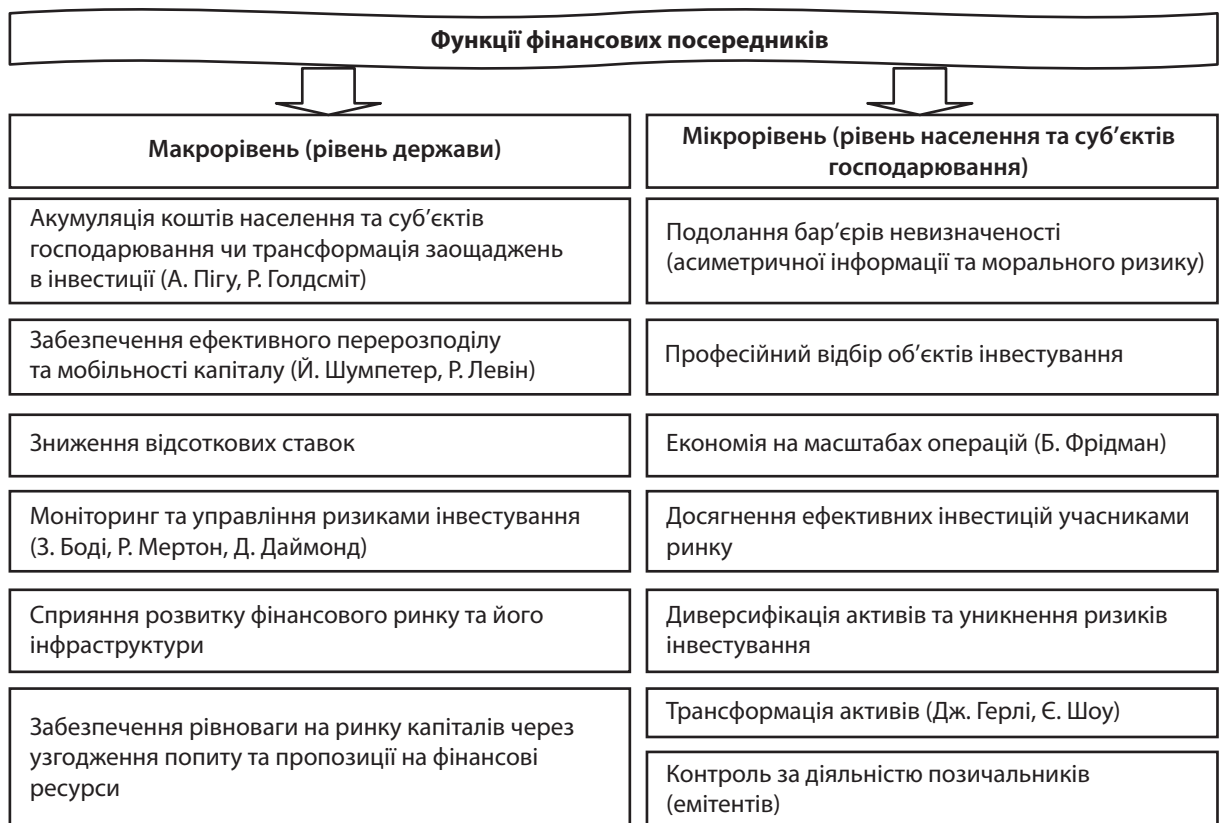 Функції фінансових посередників
Макрорівень (рівень держави)
Акумуляція коштів населення та суб’єктів
господарювання чи трансформація заощаджень
в інвестиції (А. Пігу, Р. Голдсміт)
Забезпечення ефективного перерозподілу
та мобільності капіталу (Й. Шумпетер, Р. Левін)
Зниження відсоткових ставок
Моніторинг та управління ризиками інвестування
(З. Боді, Р. Мертон, Д. Даймонд)
Сприяння розвитку фінансового ринку та його
інфраструктури
Забезпечення рівноваги на ринку капіталів через
узгодження попиту та пропозиції на фінансові
ресурси
Мікрорівень (рівень населення та суб’єктів
господарювання)
Подолання бар’єрів невизначеності
(асиметричної інформації та морального ризику)
Професійний відбір об’єктів інвестування
Економія на масштабах операцій (Б. Фрідман)
Досягнення ефективних інвестицій учасниками
ринку
Диверсифікація активів та уникнення ризиків
інвестування
Трансформація активів (Дж. Герлі, Є. Шоу)
Контроль за діяльністю позичальників
(емітентів)